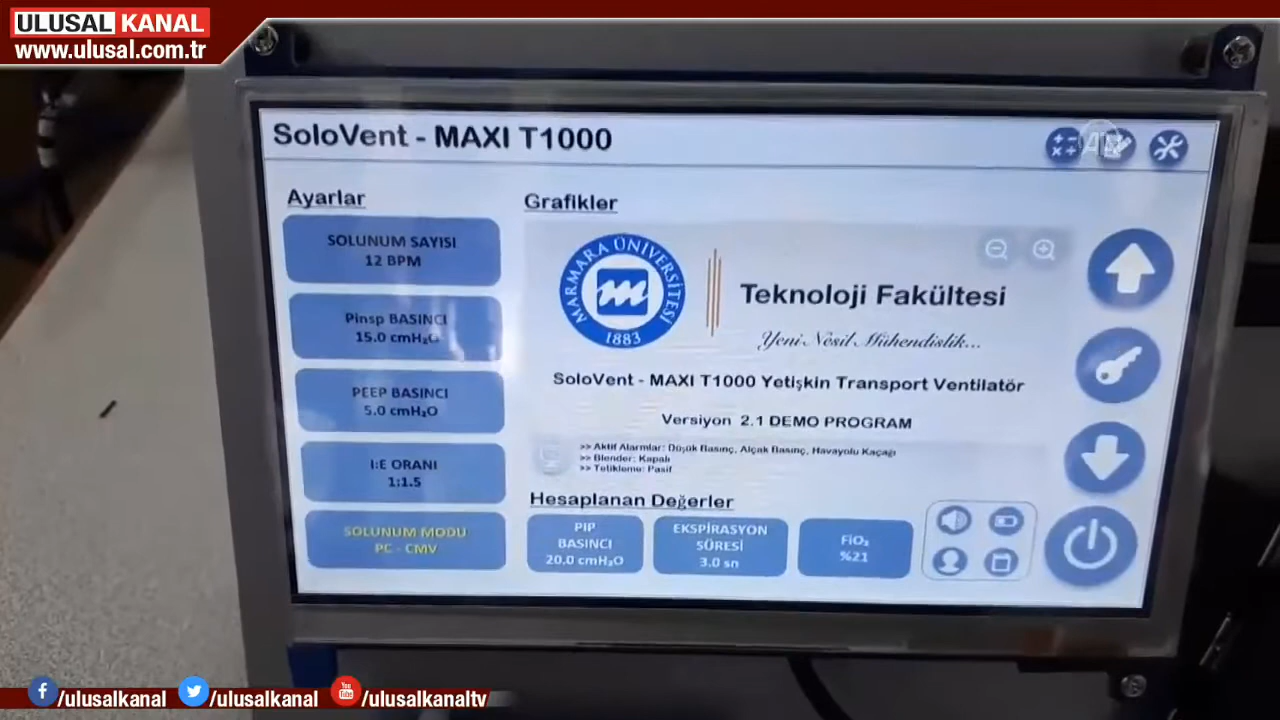 ULUSAL KANAL
www.ulusal.com.tr
SoloVent - MAXI T1000
Ayarlar
SOLUNUM SAYISI
12 BPM
Pinsp BASINCI
15.0 cmH₂O
PEEP BASINCI
5.0 cmH₂O
I:E ORANI
1:1.5
SOLUNUM MODU
PC - CMV
Grafikler
MARMARA ÜNİVERSİTESİ
m
1883
Teknoloji Fakültesi
Yeni Nesil Mühendislik...
SoloVent - MAXI T1000 Yetişkin Transport Ventilatör
Versiyon 2.1 DEMO PROGRAM
>> Aktif Alarmlar: Düşük Basınç, Alçak Basınç, Havayolu Kaçağı
>> Blender: Kapalı
>> Tetikleme: Pasif
Hesaplanan Değerler
PIP
BASINCI
20.0 cmH₂O
EKSPİRASYON
SÜRESİ
3.0 sn
FiO₂
%21
/ulusalkanal
/ulusalkanal
You Tube
/ulusalkanaltv